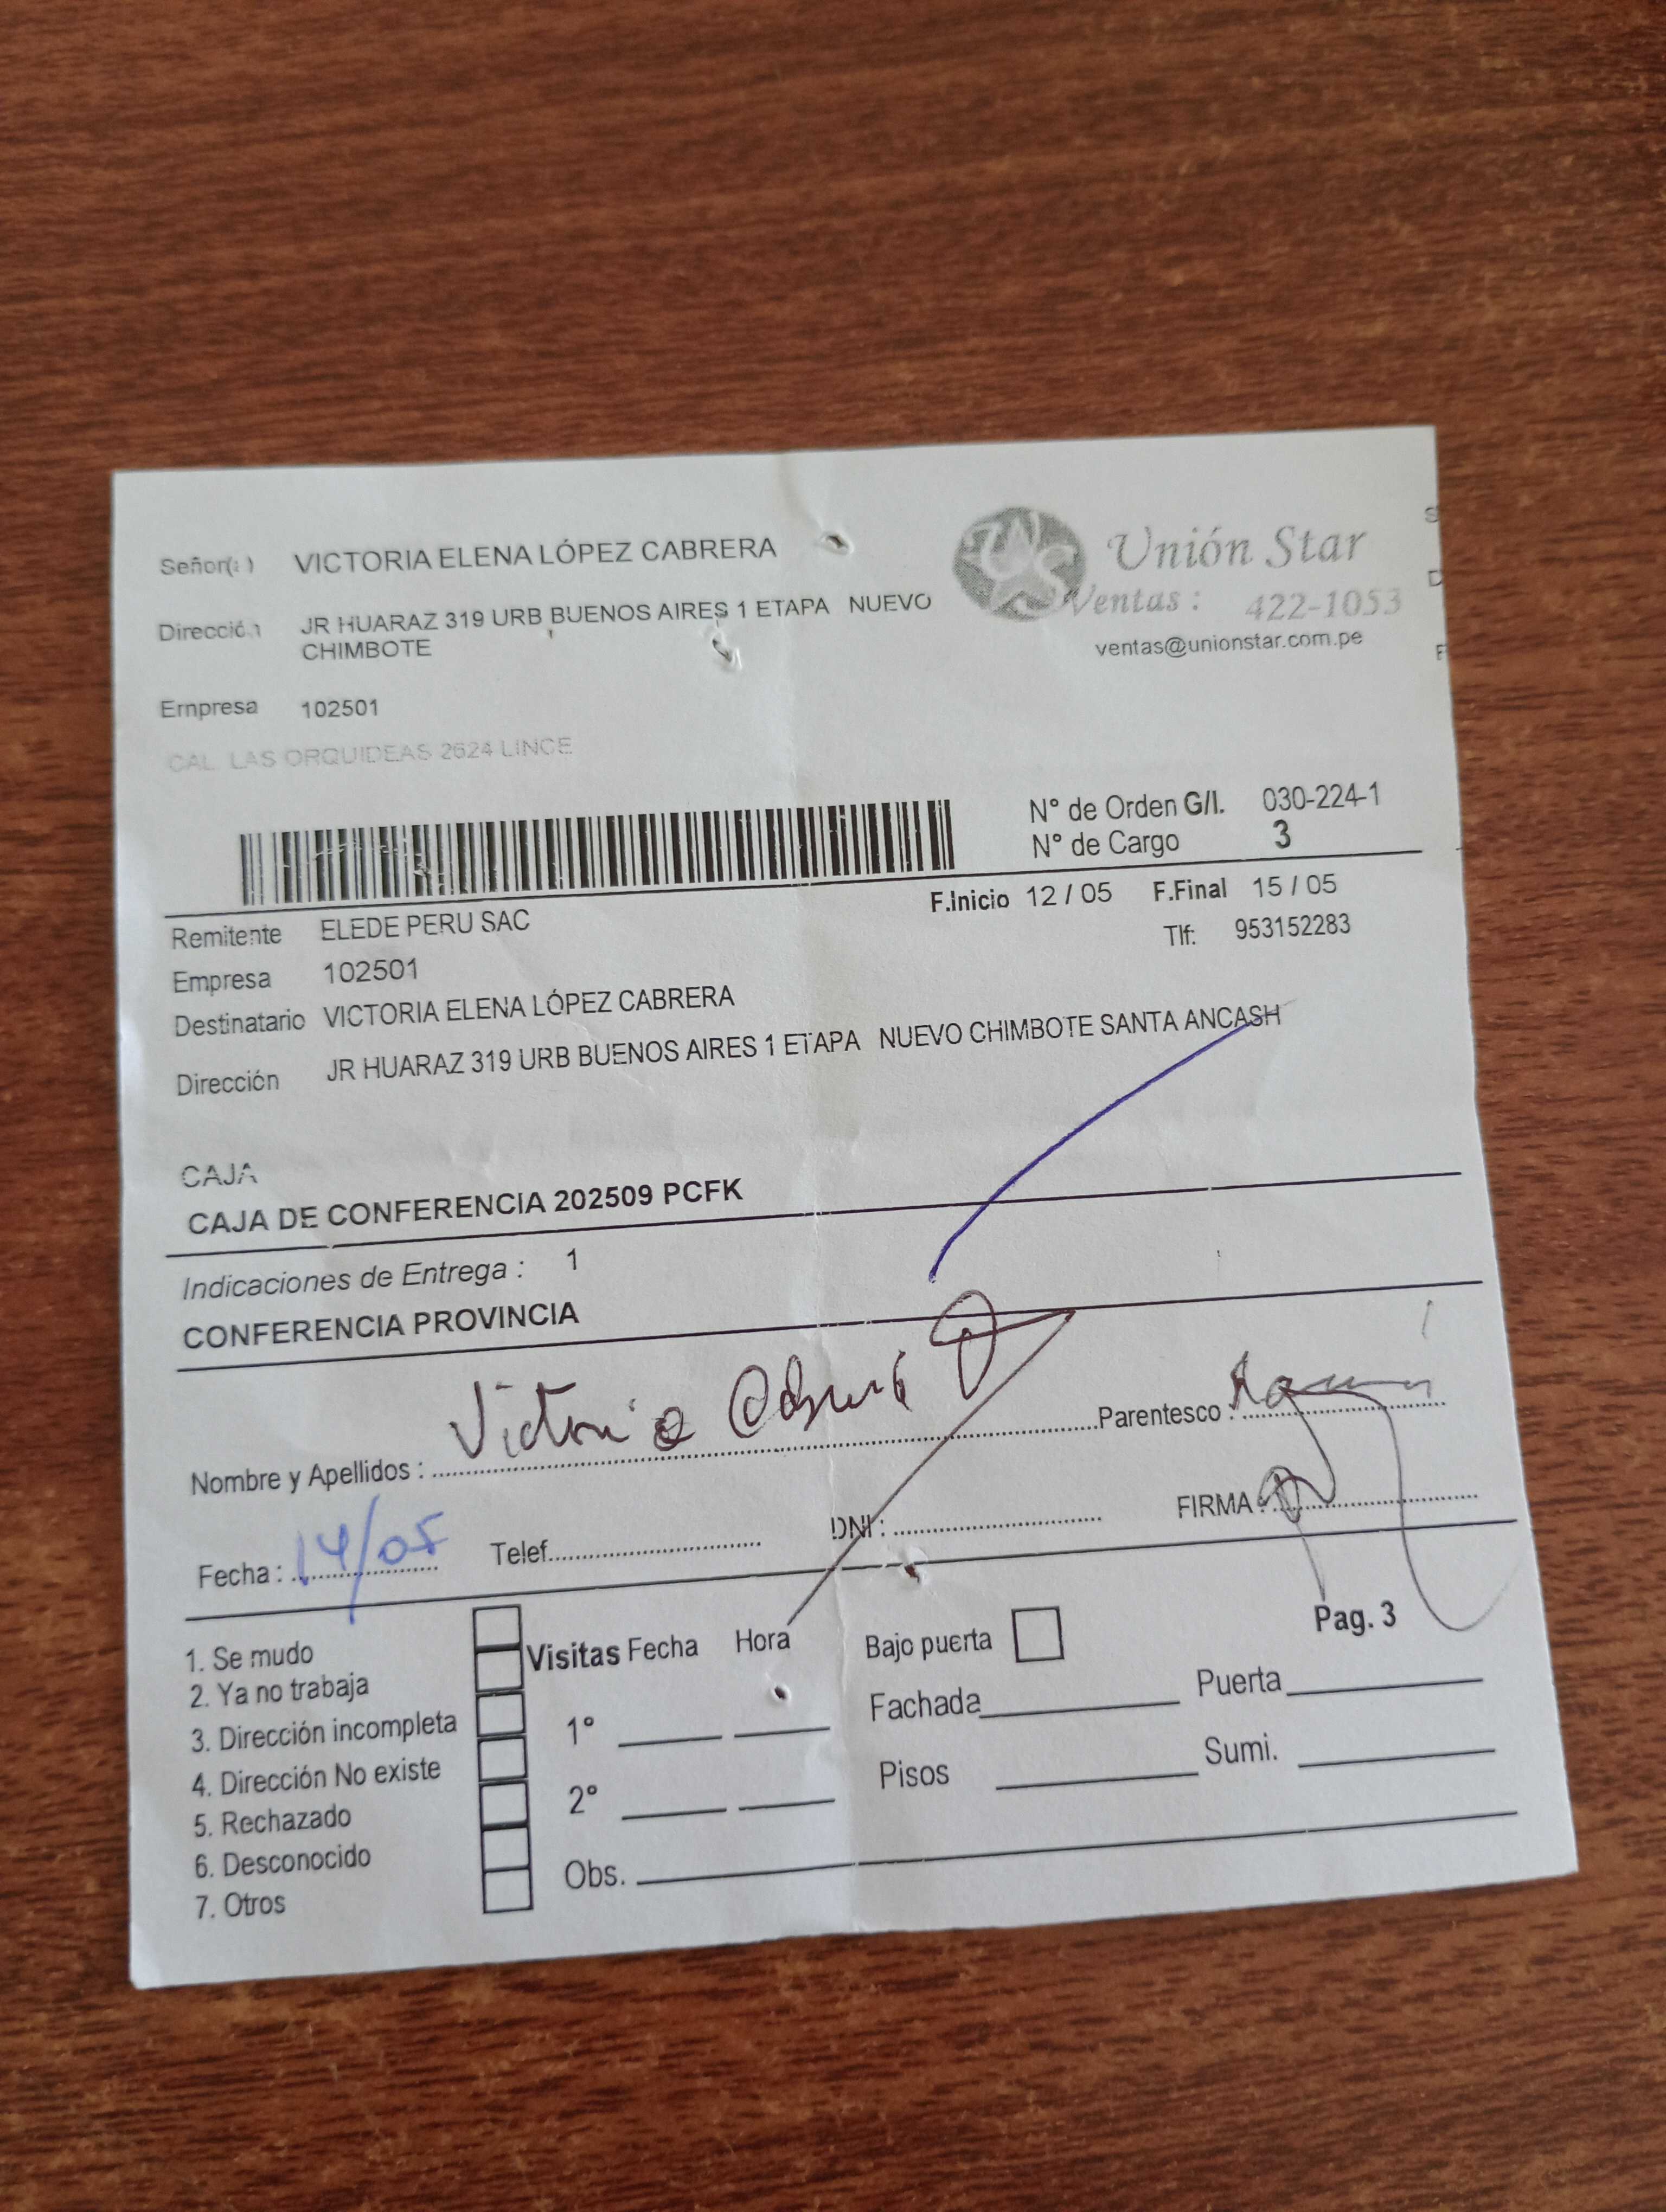 Señor(a) VICTORIA ELENA LÓPEZ CABRERA
Unión Star
Ventas : 422-1053
ventas@unionstar.com.pe
Dirección JR HUARAZ 319 URB BUENOS AIRES 1 ETAPA NUEVO
CHIMBOTE
Empresa 102501
CAL LAS ORQUIDEAS 2624 LINCE
N° de Orden G/I. 030-224-1
N° de Cargo 3
F.Inicio 12 / 05 F.Final 15 / 05
Remitente ELEDE PERU SAC
Tlf: 953152283
Empresa 102501
Destinatario VICTORIA ELENA LÓPEZ CABRERA
Dirección JR HUARAZ 319 URB BUENOS AIRES 1 ETAPA NUEVO CHIMBOTE SANTA ANCASH
CAJA
CAJA DE CONFERENCIA 202509 PCFK
Indicaciones de Entrega : 1
CONFERENCIA PROVINCIA
Nombre y Apellidos : Victoria Cabrera Parentesco :
Fecha : 14/05 Telef. DNI : FIRMA :
Pag. 3
1. Se mudo
2. Ya no trabaja
3. Dirección incompleta
4. Dirección No existe
5. Rechazado
6. Desconocido
7. Otros
Visitas Fecha Hora
1°
2°
Obs.
Bajo puerta
Fachada Puerta
Pisos Sumi.